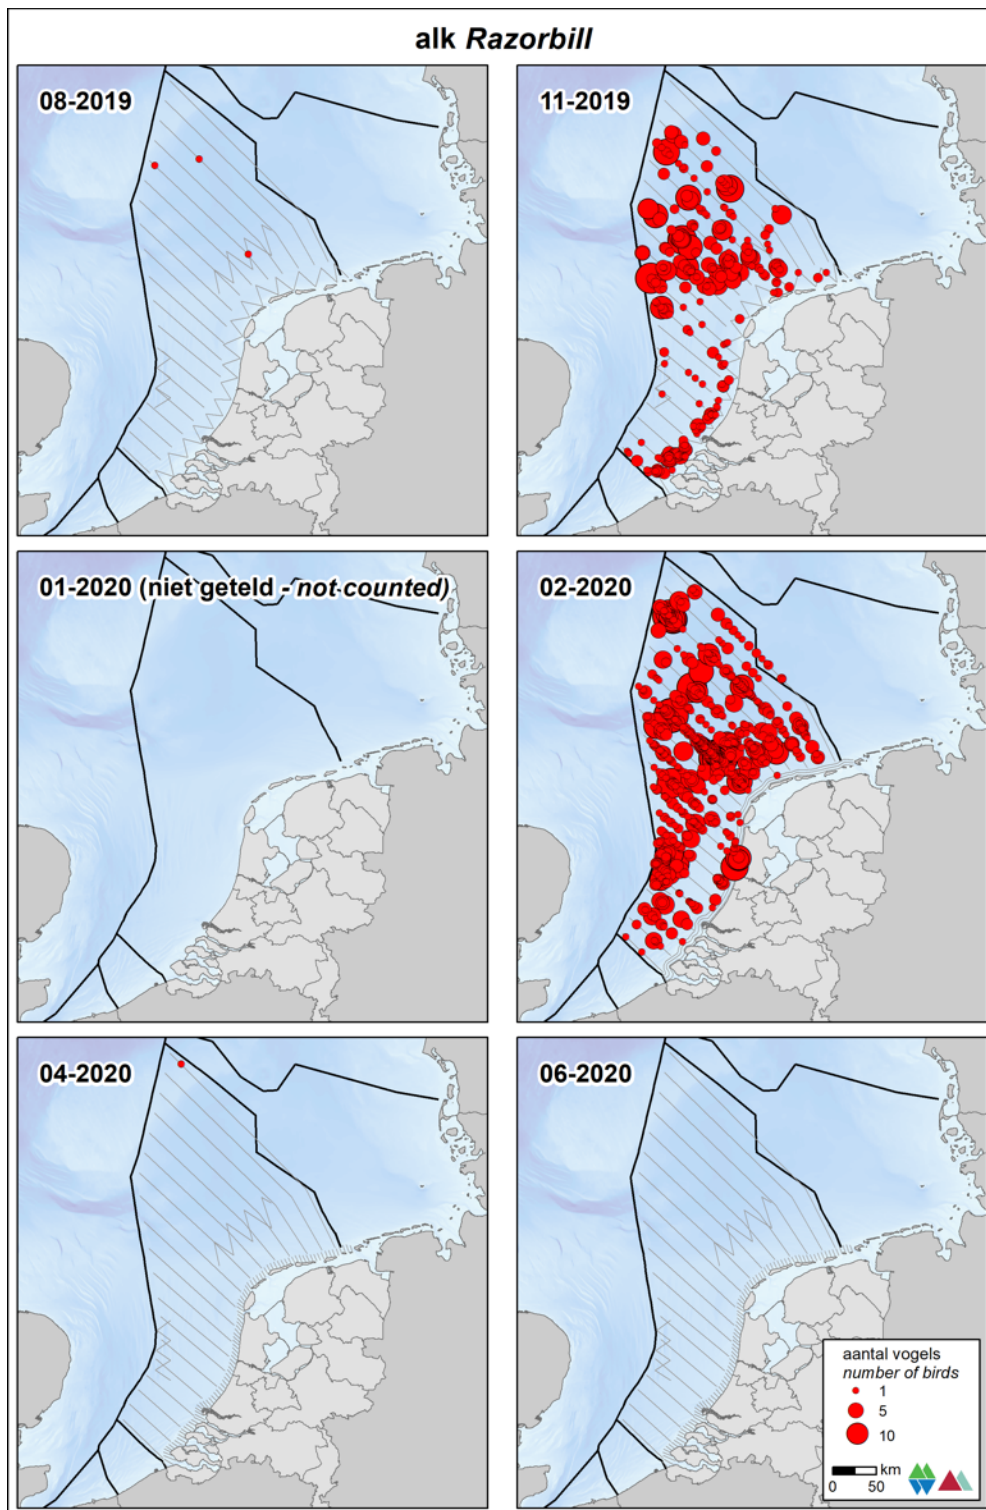 alk Razorbill
08-2019
11-2019
01-2020 (niet geteld - not counted)
02-2020
04-2020
06-2020
aantal vogels
number of birds
1
5
10
km
0 50